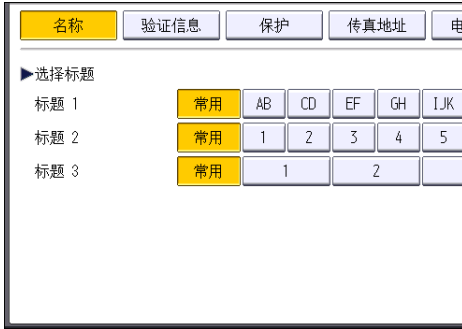 名称 验证信息 保护 传真地址 电
▶选择标题
标题 1 常用 AB CD EF GH IJK
标题 2 常用 1 2 3 4 5
标题 3 常用 1 2